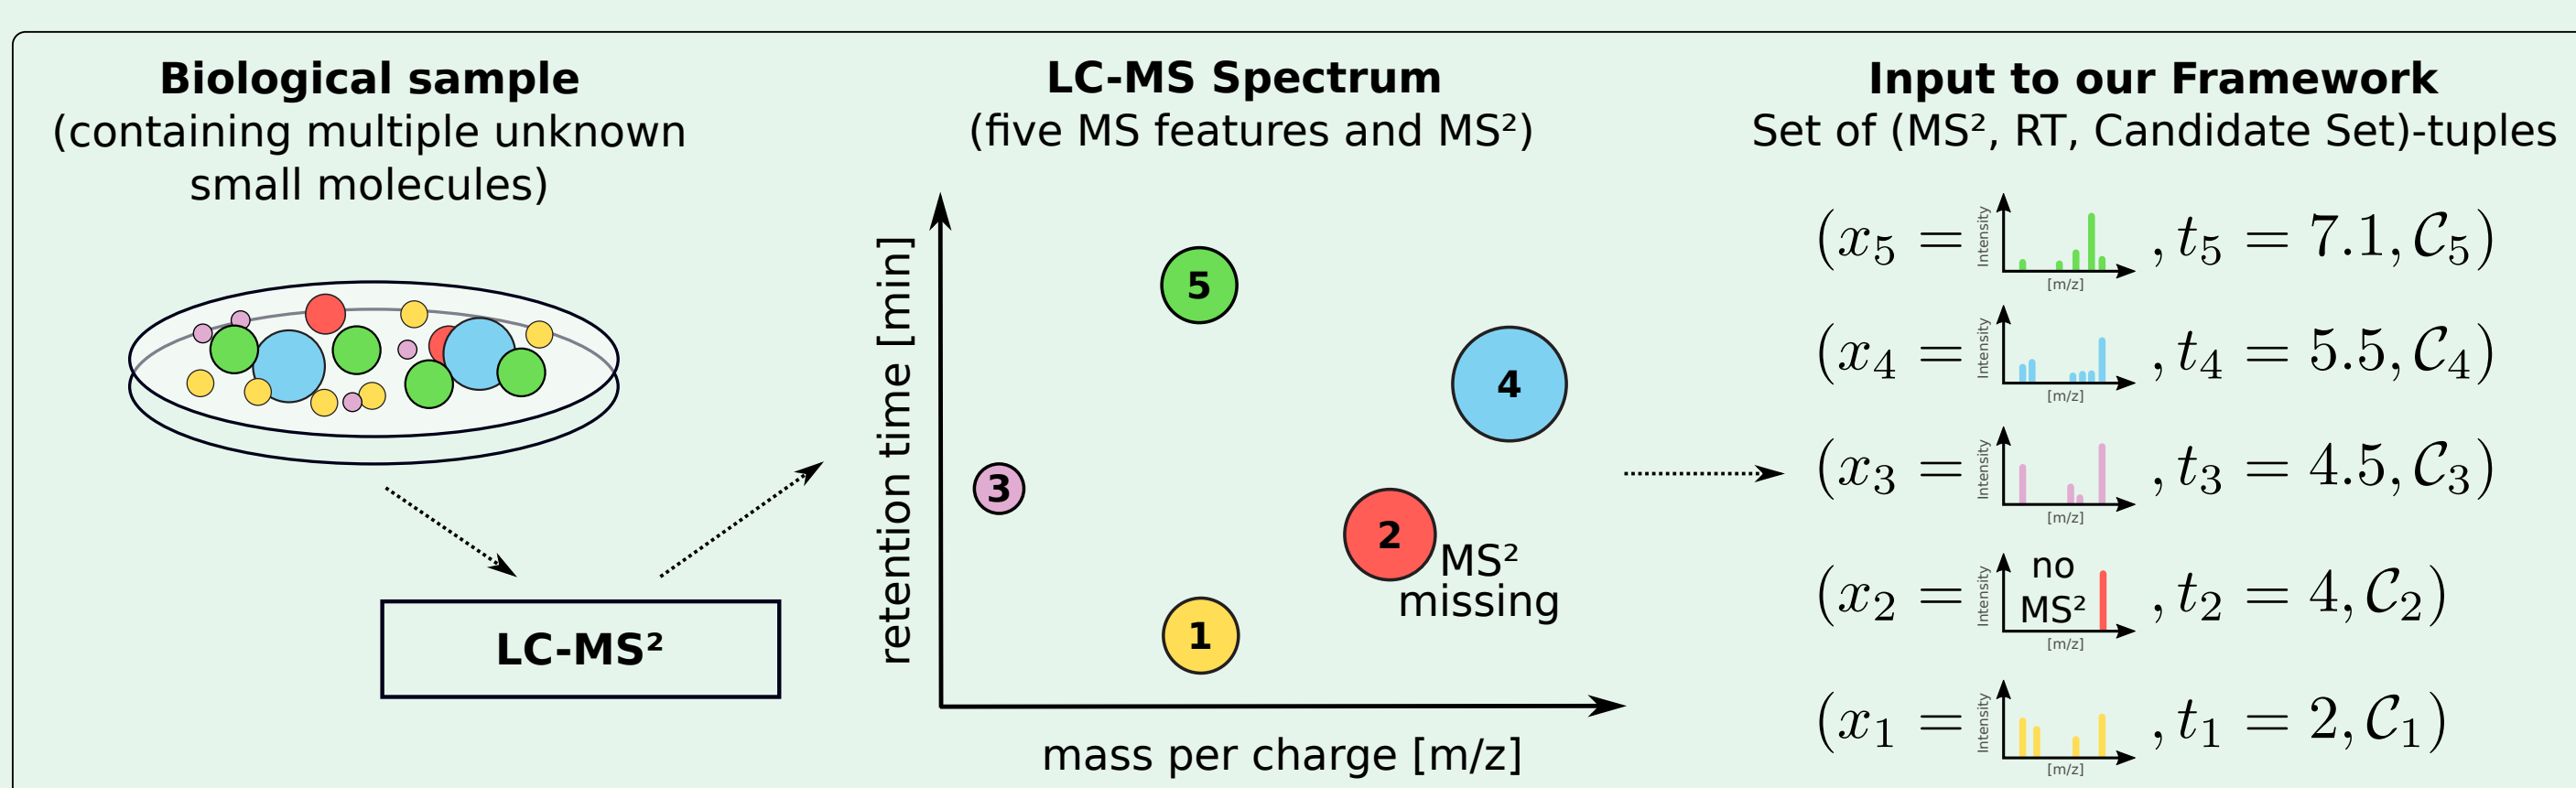 Biological sample
(containing multiple unknown
small molecules)
LC-MS²
LC-MS Spectrum
(five MS features and MS²)
retention time [min]
5
4
3
2
MS²
missing
1
mass per charge [m/z]
Input to our Framework
Set of (MS², RT, Candidate Set)-tuples
(x₅ = Intensity [m/z] , t₅ = 7.1, 𝒞₅)
(x₄ = Intensity [m/z] , t₄ = 5.5, 𝒞₄)
(x₃ = Intensity [m/z] , t₃ = 4.5, 𝒞₃)
(x₂ = Intensity no MS² [m/z] , t₂ = 4, 𝒞₂)
(x₁ = Intensity [m/z] , t₁ = 2, 𝒞₁)